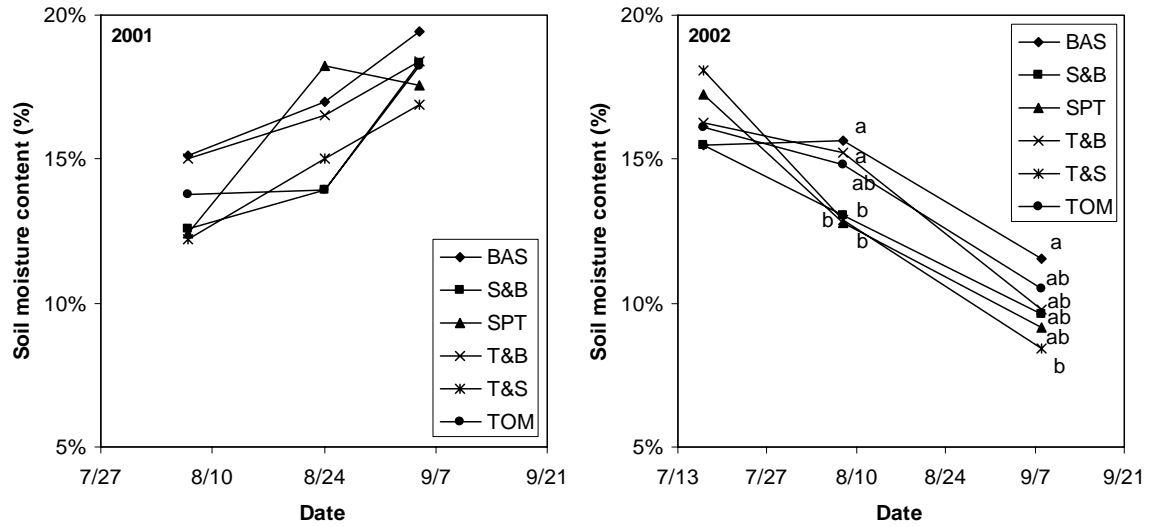 2001
Soil moisture content (%)
20%
15%
10%
5%
7/27 8/10 8/24 9/7 9/21
Date
BAS
S&B
SPT
T&B
T&S
TOM
2002
Soil moisture content (%)
20%
15%
10%
5%
7/13 7/27 8/10 8/24 9/7 9/21
Date
BAS
S&B
SPT
T&B
T&S
TOM
a
a
ab
b
b
b
a
ab
ab
ab
ab
b